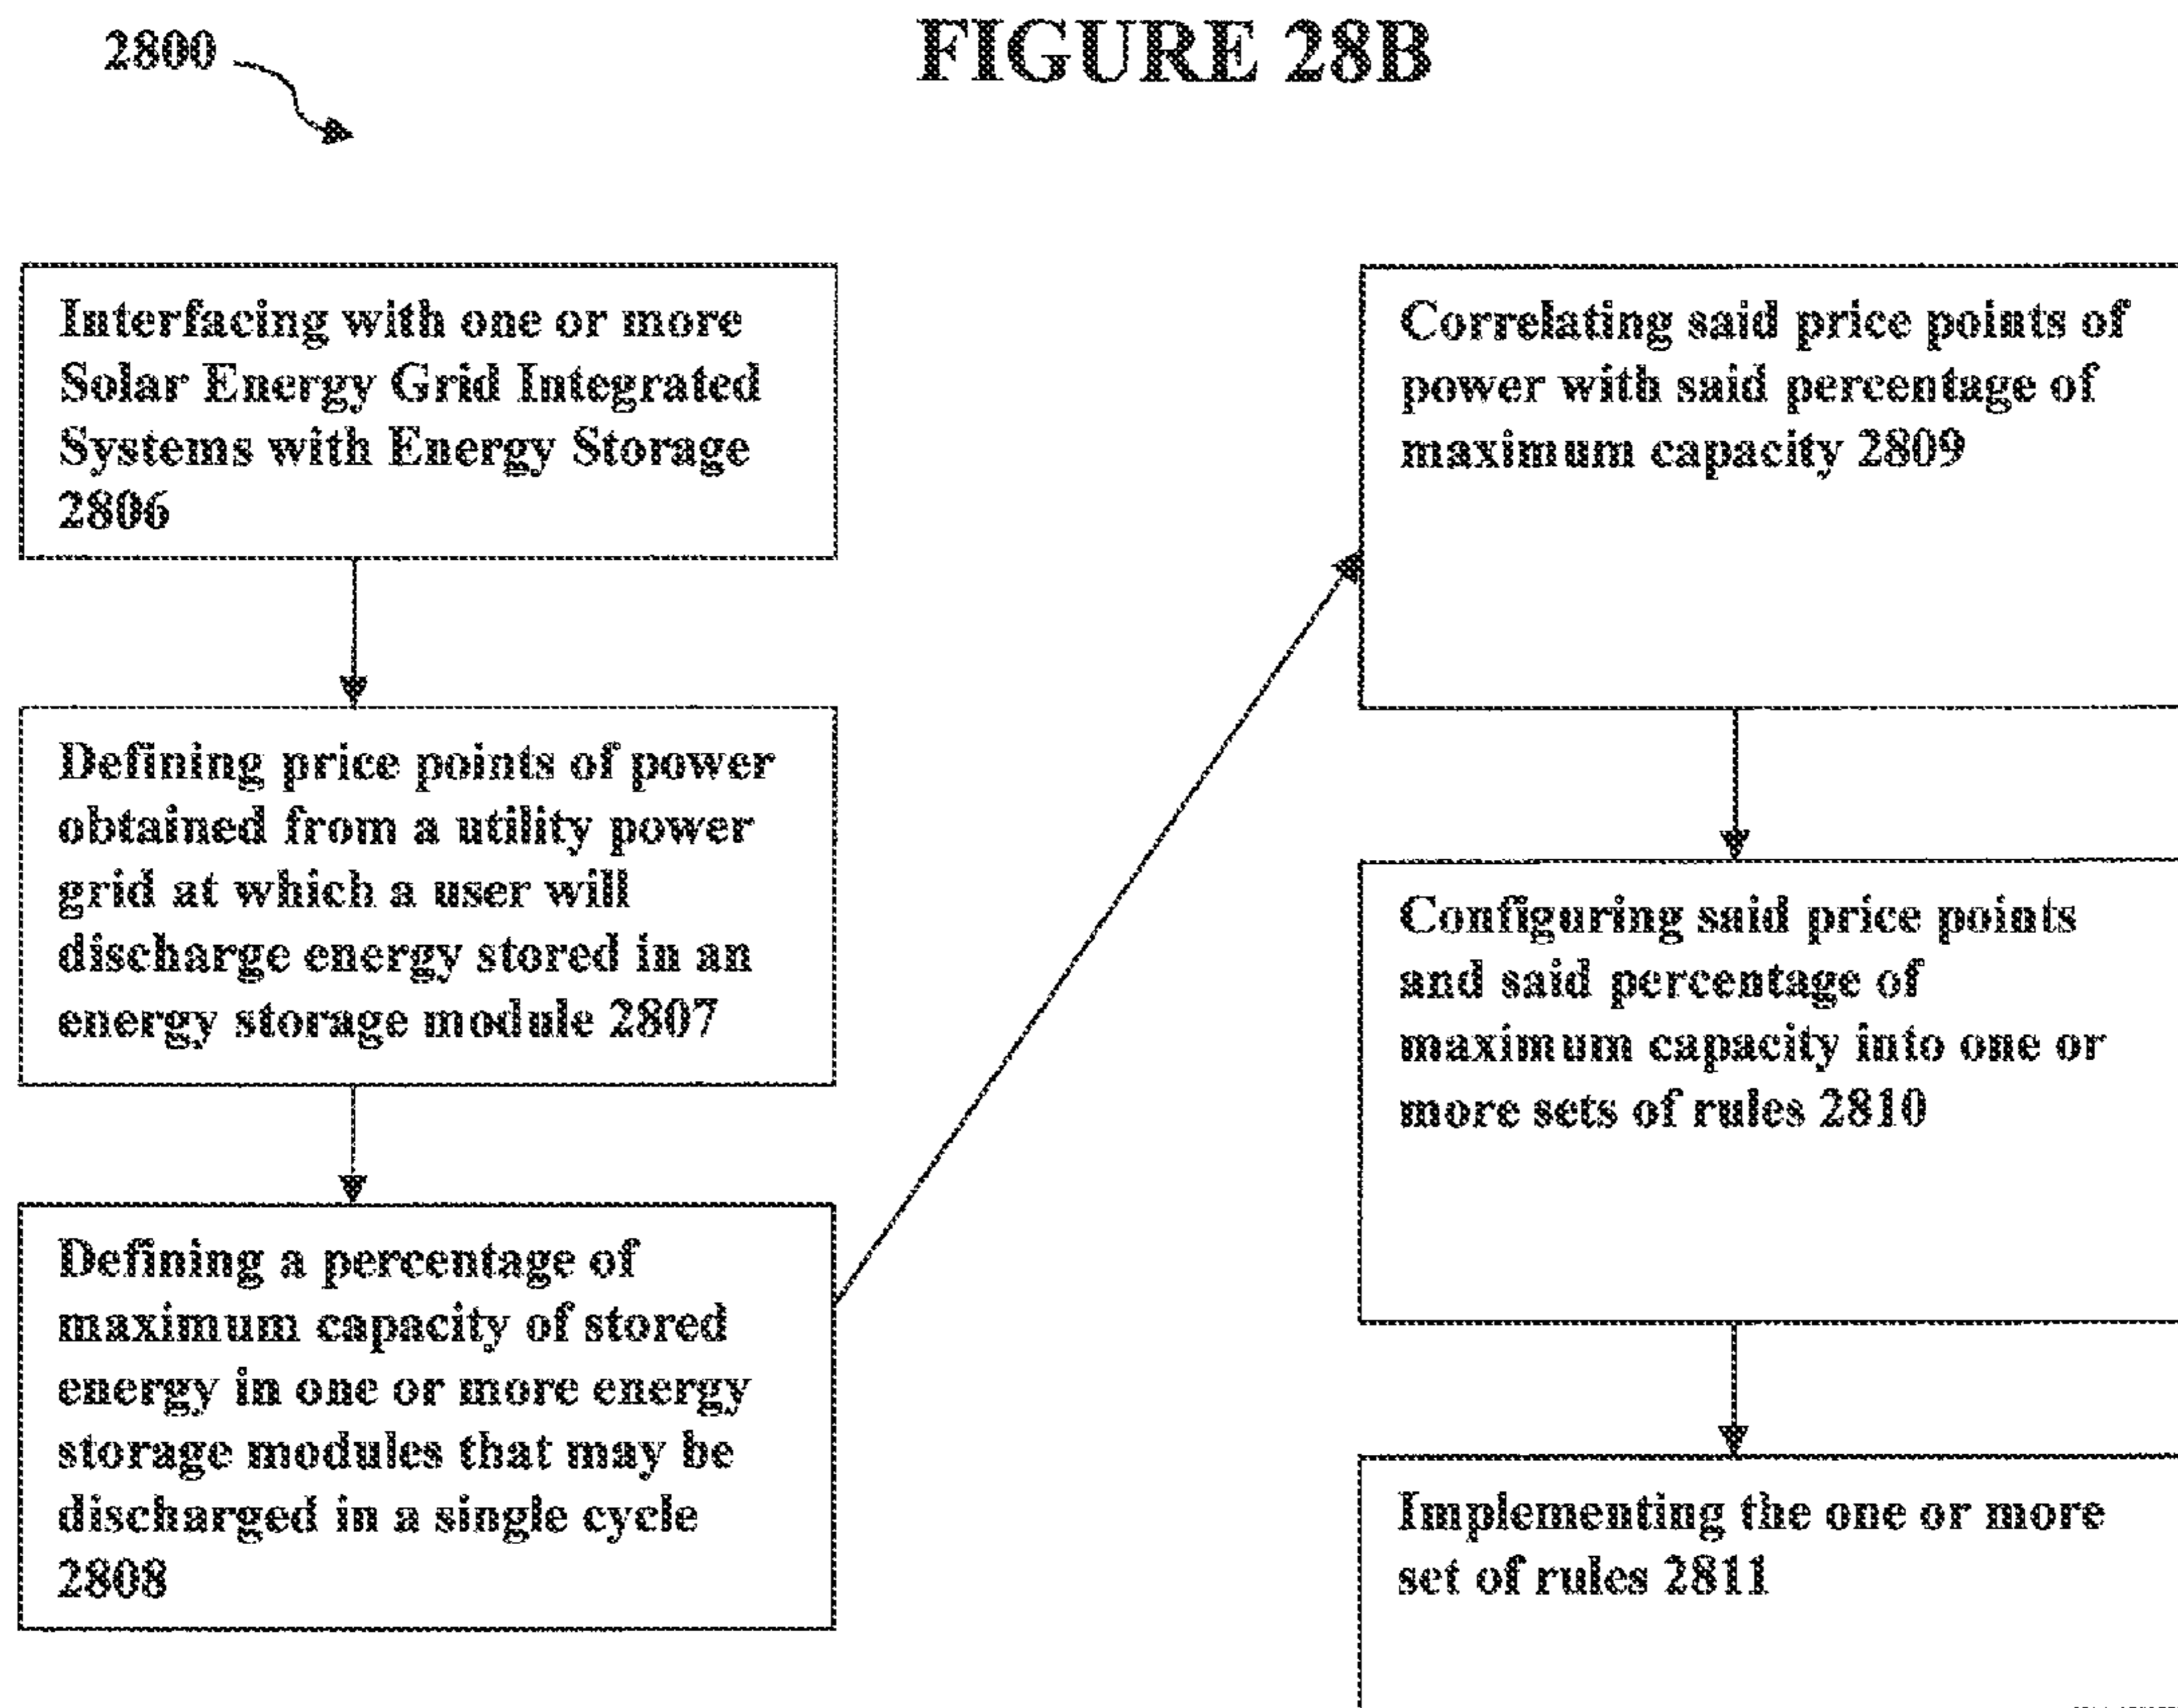 2800
FIGURE 28B
Interfacing with one or more
Solar Energy Grid Integrated
Systems with Energy Storage
2806
Defining price points of power
obtained from a utility power
grid at which a user will
discharge energy stored in an
energy storage module 2807
Defining a percentage of
maximum capacity of stored
energy in one or more energy
storage modules that may be
discharged in a single cycle
2808
Correlating said price points of
power with said percentage of
maximum capacity 2809
Configuring said price points
and said percentage of
maximum capacity into one or
more sets of rules 2810
Implementing the one or more
set of rules 2811